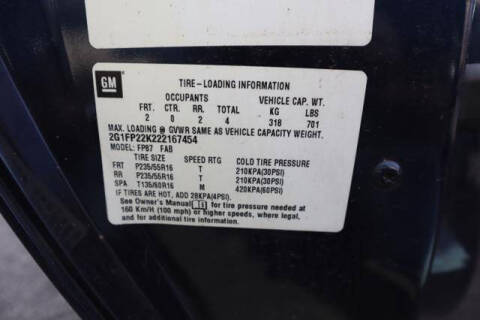 GM
TIRE-LOADING INFORMATION
OCCUPANTS VEHICLE CAP. WT.
FRT. CTR. RR. TOTAL KG LBS
2 0 2 4 318 701
MAX. LOADING @ GVWR SAME AS VEHICLE CAPACITY WEIGHT.
2G1FP22K222167454
MODEL: FP87 FAB
TIRE SIZE SPEED RTG COLD TIRE PRESSURE
FRT P235/55R16 T 210KPA(30PSI)
RR P235/55R16 T 210KPA(30PSI)
SPA T135/80R16 M 420KPA(60PSI)
IF TIRES ARE HOT, ADD 28KPA(4PSI)
See Owner's Manual for tire pressure needed at
160 Km/H (100 mph) or higher speeds, where legal,
and for additional tire information.